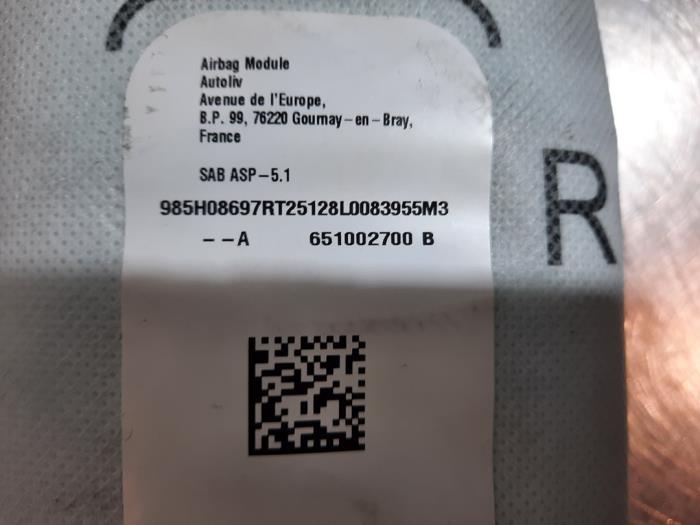 Airbag Module
Autoliv
Avenue de l'Europe,
B.P. 99, 76220 Gournay-en-Bray,
France
SAB ASP-5.1
985H08697RT25128L0083955M3
--A 651002700 B
R